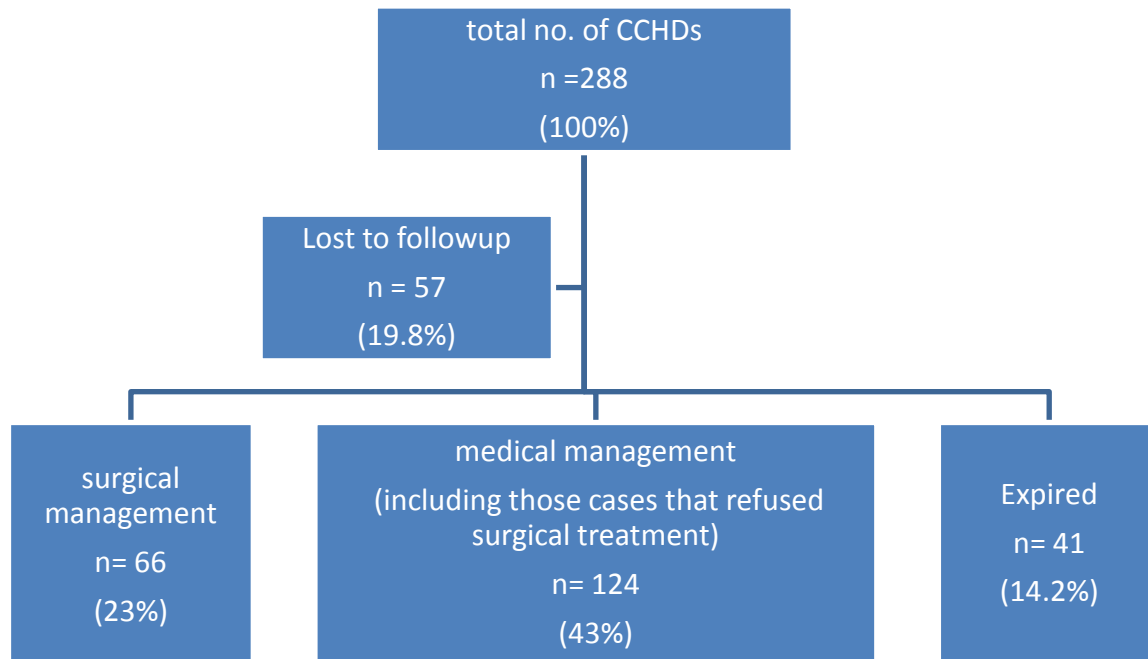 total no. of CCHDs
n =288
(100%)
Lost to followup
n = 57
(19.8%)
surgical
management
n= 66
(23%)
medical management
(including those cases that refused
surgical treatment)
n= 124
(43%)
Expired
n= 41
(14.2%)